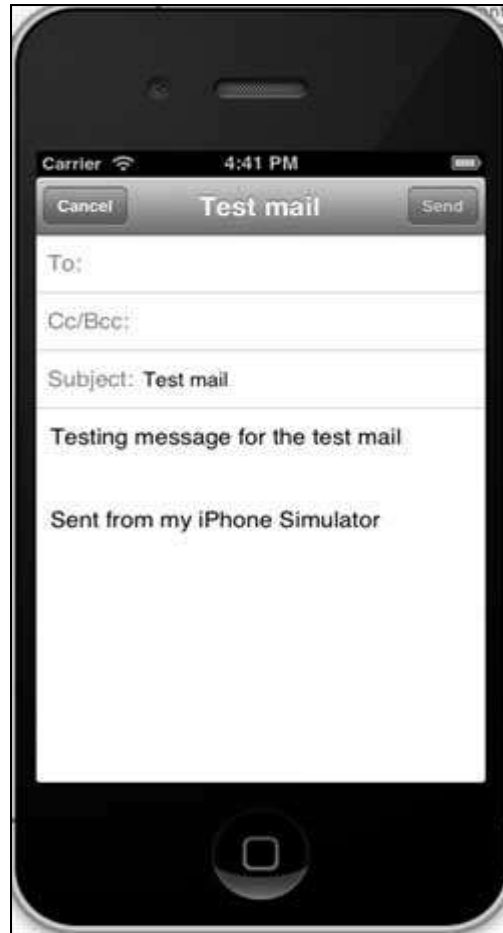 Carrier 4:41 PM
Cancel Test mail Send
To:
Cc/Bcc:
Subject: Test mail
Testing message for the test mail
Sent from my iPhone Simulator